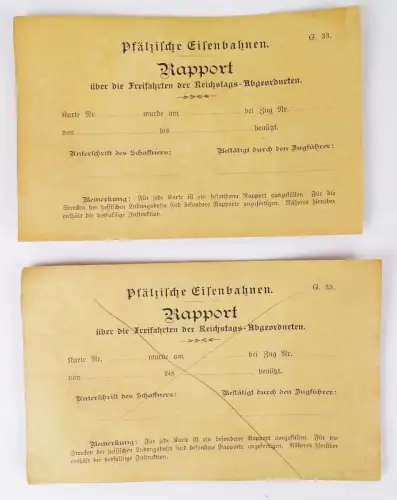 Pfälzische Eisenbahnen.
G. 33.
Rapport
über die Freifahrten der Reichstags-Abgeordneten.
Karte Nr. wurde am bei Zug Nr.
von bis benützt.
Unterschrift des Schaffners: Bestätigt durch den Zugführer:
Bemerkung: Für jede Karte ist ein besonderer Rapport auszufüllen. Für die
Strecken der hessischen Ludwigsbahn sind besondere Rapporte anzufertigen. Näheres hierüber
enthält die diesfallsige Instruktion.
Pfälzische Eisenbahnen.
G. 33.
Rapport
über die Freifahrten der Reichstags-Abgeordneten.
Karte Nr. wurde am bei Zug Nr.
von bis benützt.
Unterschrift des Schaffners: Bestätigt durch den Zugführer:
Bemerkung: Für jede Karte ist ein besonderer Rapport auszufüllen. Für die
Strecken der hessischen Ludwigsbahn sind besondere Rapporte anzufertigen. Näheres hierüber
enthält die diesfallsige Instruktion.